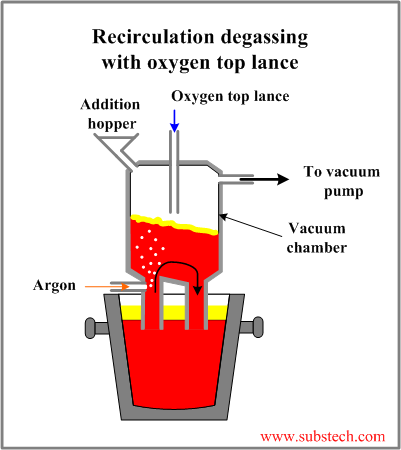 Recirculation degassing
with oxygen top lance
Oxygen top lance
Addition
hopper
To vacuum
pump
Vacuum
chamber
Argon
www.substech.com